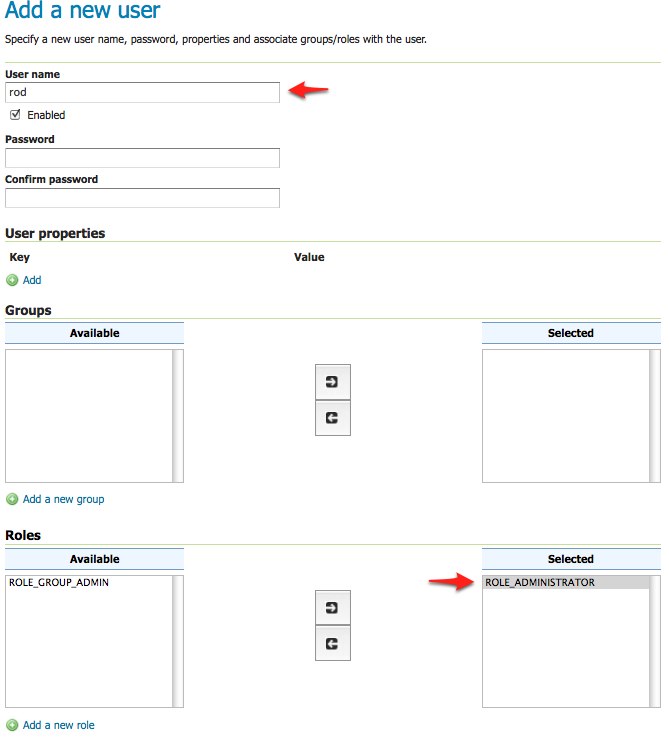 Add a new user
Specify a new user name, password, properties and associate groups/roles with the user.
User name
rod
Enabled
Password
Confirm password
User properties
Key Value
Add
Groups
Available Selected
Add a new group
Roles
Available Selected
ROLE_GROUP_ADMIN ROLE_ADMINISTRATOR
Add a new role